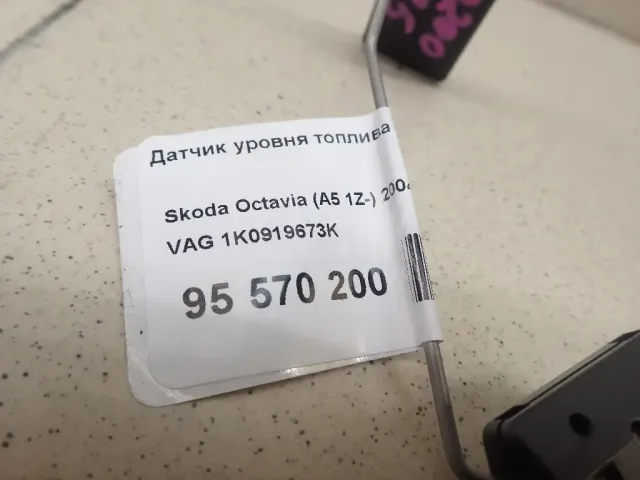 Датчик уровня топлива
Skoda Octavia (A5 1Z-)
VAG 1K0919673K
95 570 200